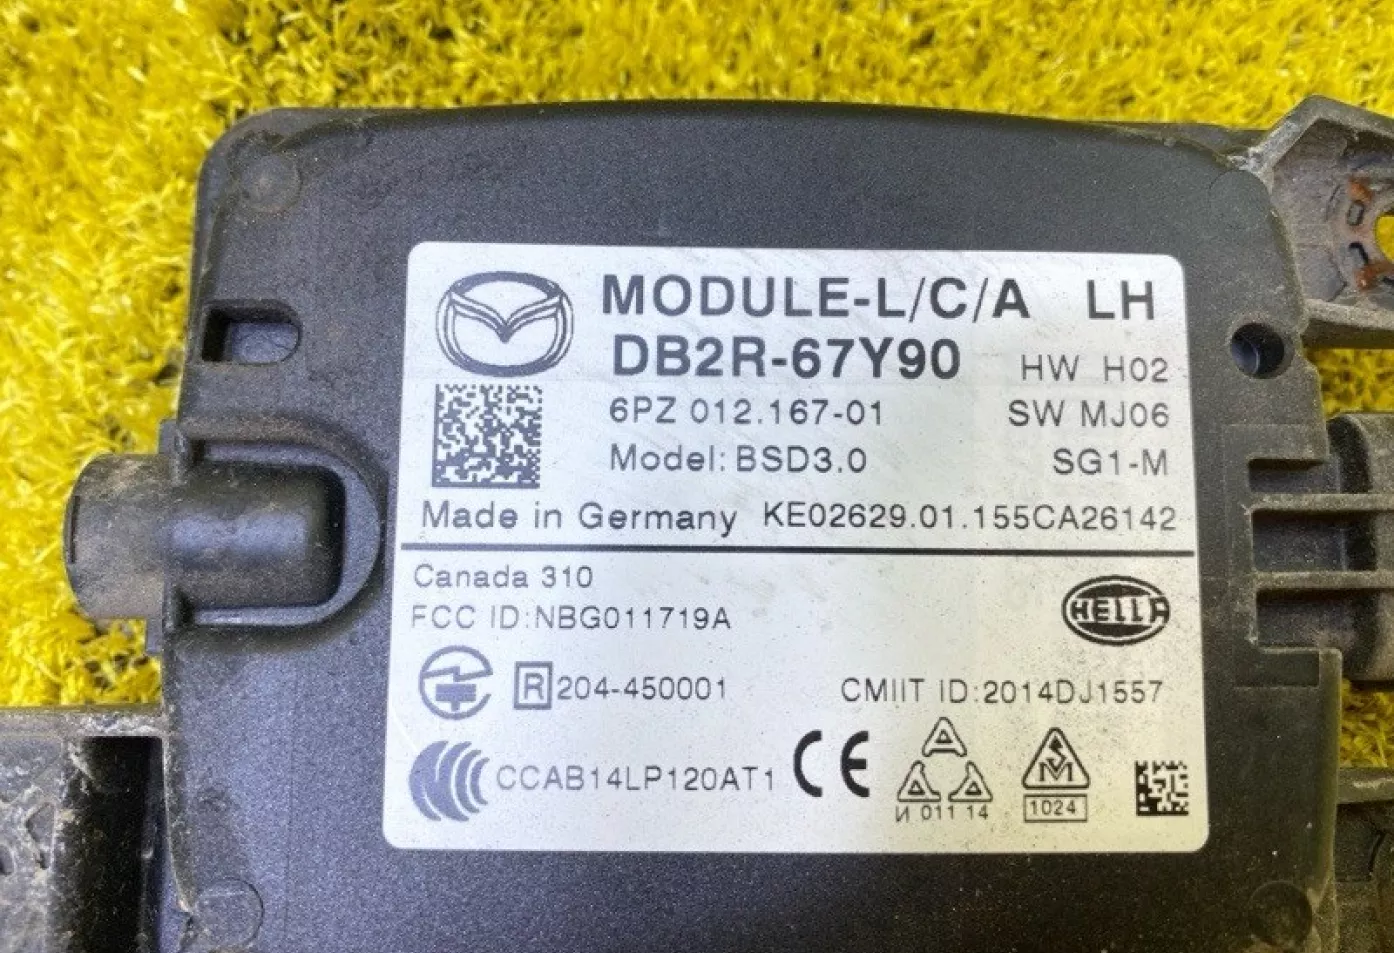 MODULE-L/C/A LH
DB2R-67Y90 HW H02
6PZ 012.167-01 SW MJ06
Model: BSD3.0 SG1-M
Made in Germany KE02629.01.155CA26142
Canada 310
FCC ID:NBG011719A
HELLA
R 204-450001 CMIIT ID:2014DJ1557
CCAB14LP120AT1 CE
И 011 14 1024